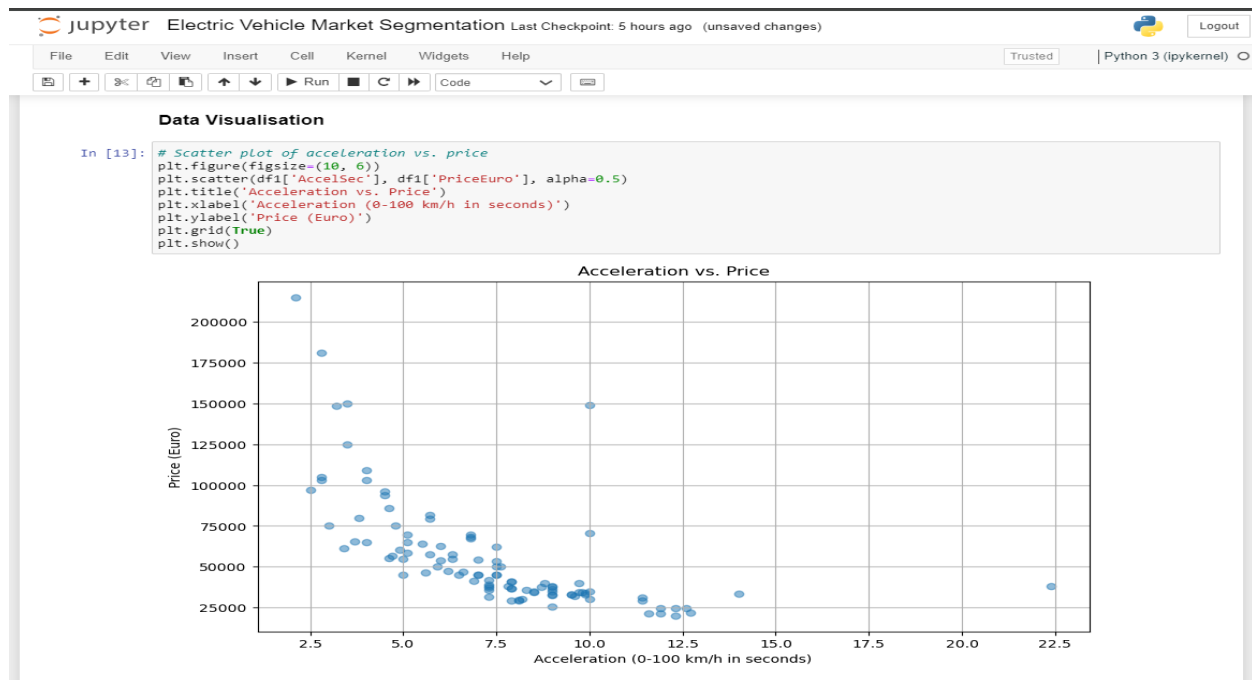 jupyter Electric Vehicle Market Segmentation Last Checkpoint: 5 hours ago (unsaved changes) Logout
File Edit View Insert Cell Kernel Widgets Help Trusted Python 3 (ipykernel)
Run Code
Data Visualisation
In [13]: # Scatter plot of acceleration vs. price
plt.figure(figsize=(10, 6))
plt.scatter(df1['AccelSec'], df1['PriceEuro'], alpha=0.5)
plt.title('Acceleration vs. Price')
plt.xlabel('Acceleration (0-100 km/h in seconds)')
plt.ylabel('Price (Euro)')
plt.grid(True)
plt.show()
Acceleration vs. Price
200000
175000
150000
125000
100000
75000
50000
25000
Price (Euro)
2.5 5.0 7.5 10.0 12.5 15.0 17.5 20.0 22.5
Acceleration (0-100 km/h in seconds)